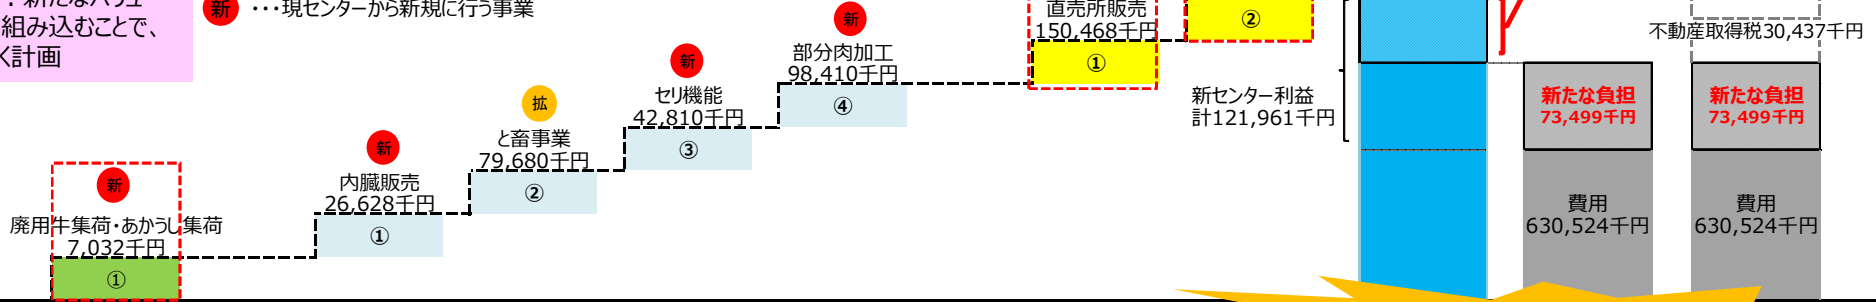 組み込むことで、
く計画
新 ・・・現センターから新規に行う事業
新
廃用牛集荷・あかうし集荷
7,032千円
①
新
内臓販売
26,628千円
①
拡
と畜事業
79,680千円
②
新
セリ機能
42,810千円
③
新
部分肉加工
98,410千円
④
直売所販売
150,468千円
①
②
新センター利益
計121,961千円
新たな負担
73,499千円
費用
630,524千円
不動産取得税30,437千円
新たな負担
73,499千円
費用
630,524千円